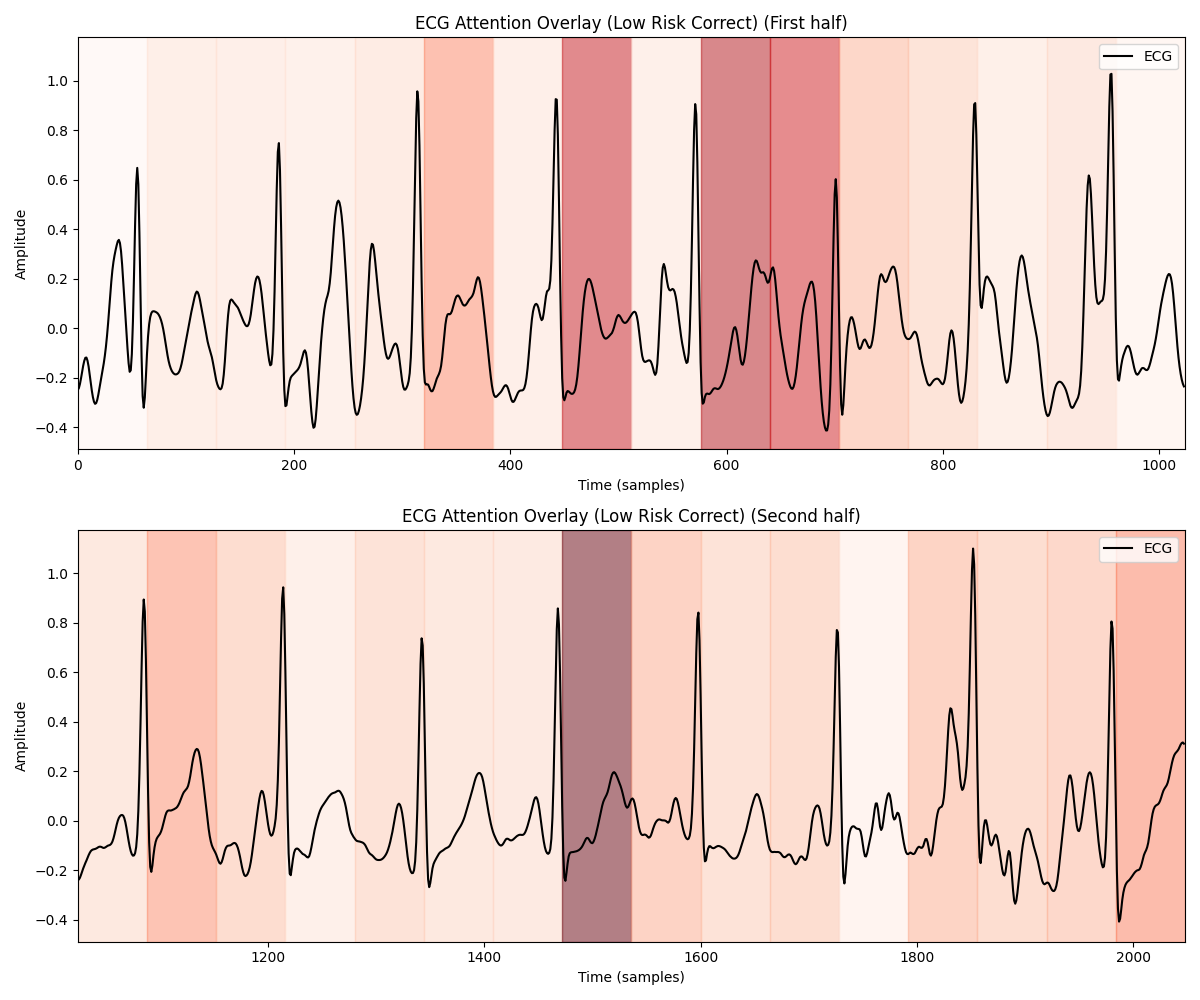 ECG Attention Overlay (Low Risk Correct) (First half)
ECG
1.0
0.8
0.6
0.4
0.2
0.0
−0.2
−0.4
Amplitude
0 200 400 600 800 1000
Time (samples)
ECG Attention Overlay (Low Risk Correct) (Second half)
ECG
1.0
0.8
0.6
0.4
0.2
0.0
−0.2
−0.4
Amplitude
1200 1400 1600 1800 2000
Time (samples)